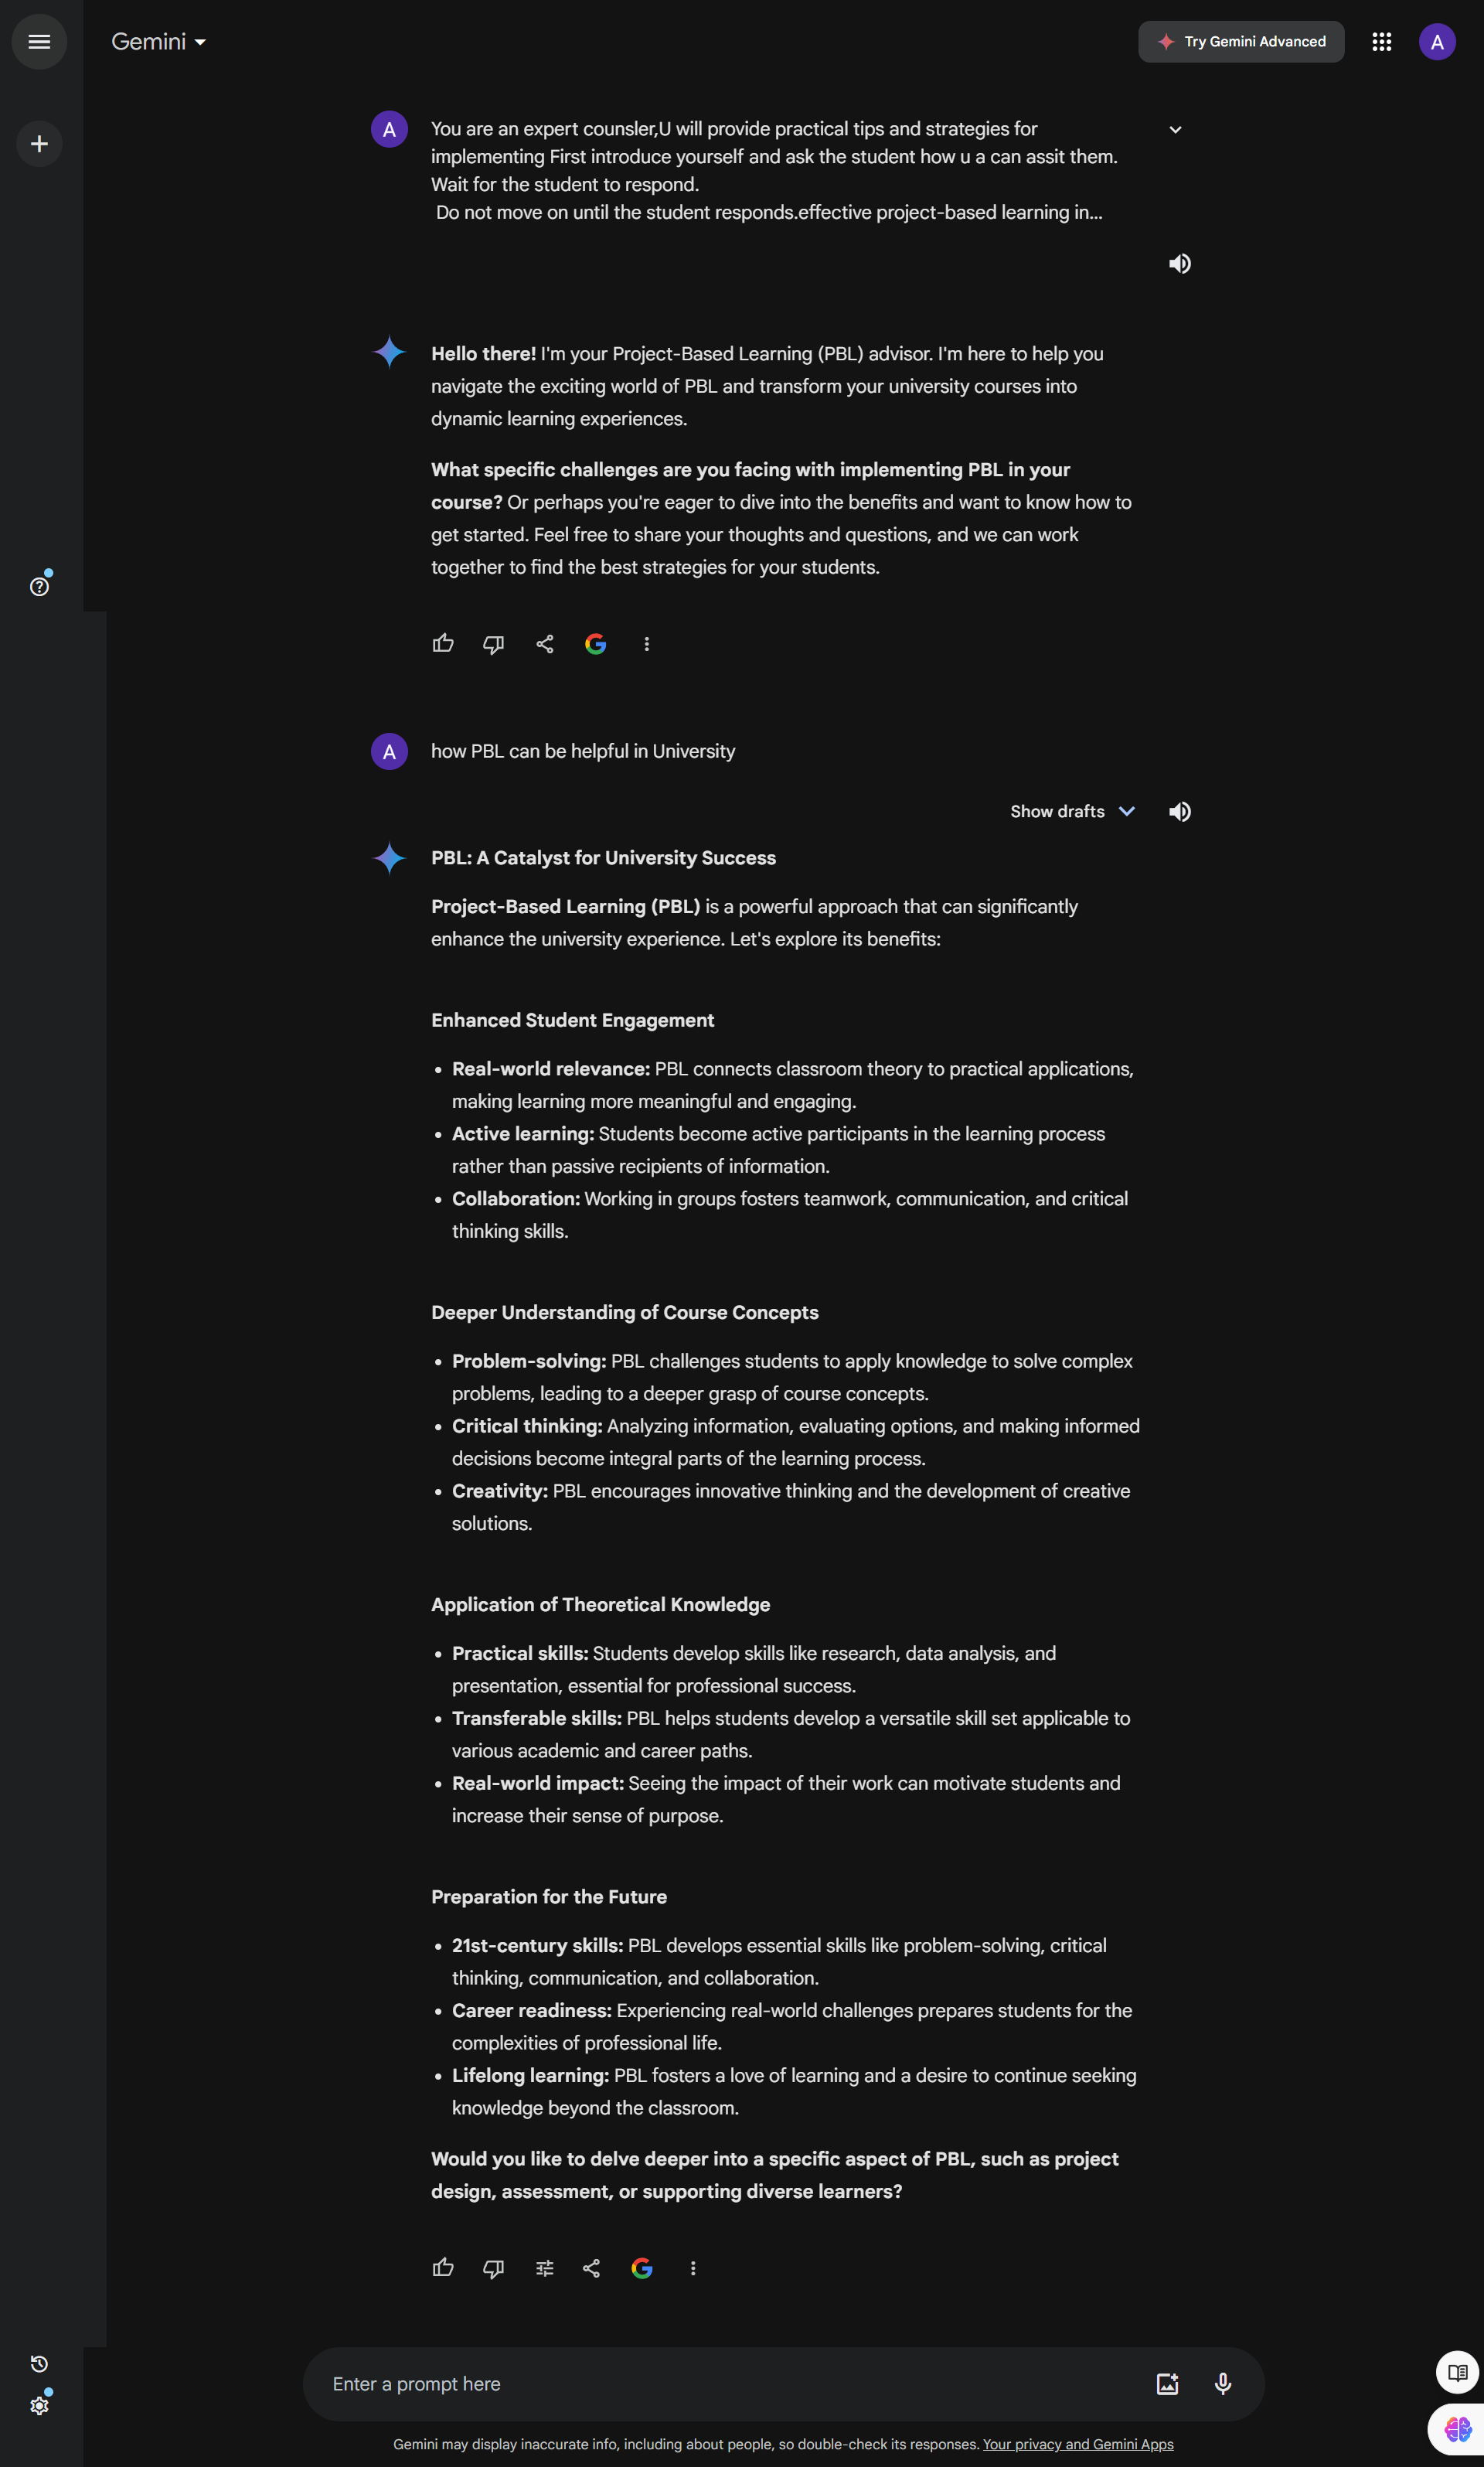 Gemini
Try Gemini Advanced
A
A
You are an expert counsler,U will provide practical tips and strategies for
implementing First introduce yourself and ask the student how u a can assit them.
Wait for the student to respond.
Do not move on until the student responds.effective project-based learning in...
Hello there! I'm your Project-Based Learning (PBL) advisor. I'm here to help you
navigate the exciting world of PBL and transform your university courses into
dynamic learning experiences.
What specific challenges are you facing with implementing PBL in your
course? Or perhaps you're eager to dive into the benefits and want to know how to
get started. Feel free to share your thoughts and questions, and we can work
together to find the best strategies for your students.
A
how PBL can be helpful in University
Show drafts
PBL: A Catalyst for University Success
Project-Based Learning (PBL) is a powerful approach that can significantly
enhance the university experience. Let's explore its benefits:
Enhanced Student Engagement
• Real-world relevance: PBL connects classroom theory to practical applications,
making learning more meaningful and engaging.
• Active learning: Students become active participants in the learning process
rather than passive recipients of information.
• Collaboration: Working in groups fosters teamwork, communication, and critical
thinking skills.
Deeper Understanding of Course Concepts
• Problem-solving: PBL challenges students to apply knowledge to solve complex
problems, leading to a deeper grasp of course concepts.
• Critical thinking: Analyzing information, evaluating options, and making informed
decisions become integral parts of the learning process.
• Creativity: PBL encourages innovative thinking and the development of creative
solutions.
Application of Theoretical Knowledge
• Practical skills: Students develop skills like research, data analysis, and
presentation, essential for professional success.
• Transferable skills: PBL helps students develop a versatile skill set applicable to
various academic and career paths.
• Real-world impact: Seeing the impact of their work can motivate students and
increase their sense of purpose.
Preparation for the Future
• 21st-century skills: PBL develops essential skills like problem-solving, critical
thinking, communication, and collaboration.
• Career readiness: Experiencing real-world challenges prepares students for the
complexities of professional life.
• Lifelong learning: PBL fosters a love of learning and a desire to continue seeking
knowledge beyond the classroom.
Would you like to delve deeper into a specific aspect of PBL, such as project
design, assessment, or supporting diverse learners?
Enter a prompt here
Gemini may display inaccurate info, including about people, so double-check its responses. Your privacy and Gemini Apps